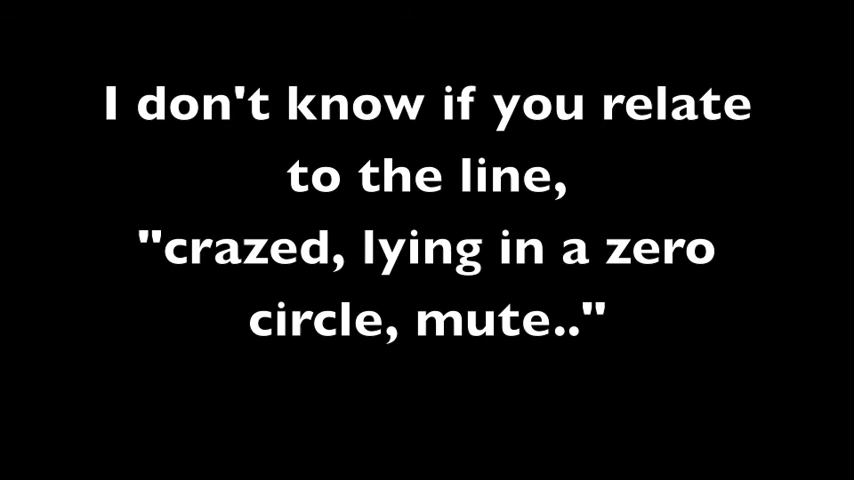 I don't know if you relate
to the line,
"crazed, lying in a zero
circle, mute.."